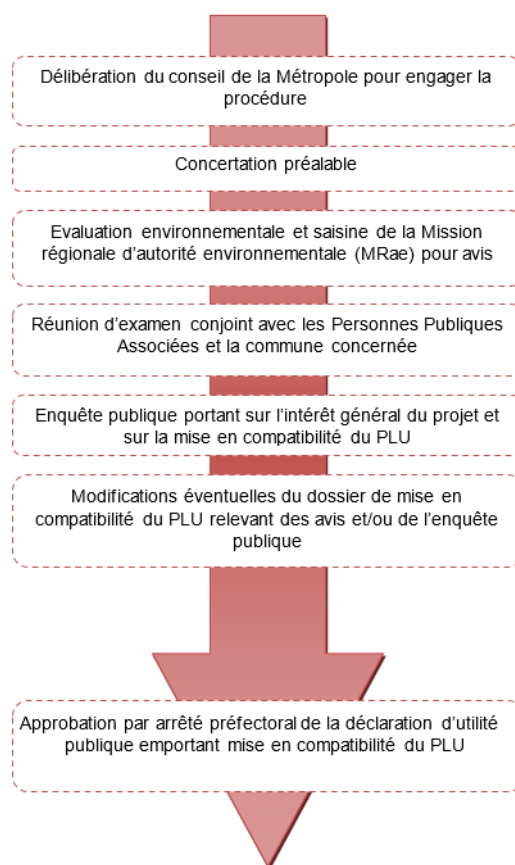 Délibération du conseil de la Métropole pour engager la
procédure
Concertation préalable
Evaluation environnementale et saisine de la Mission
régionale d'autorité environnementale (MRae) pour avis
Réunion d'examen conjoint avec les Personnes Publiques
Associées et la commune concernée
Enquête publique portant sur l'intérêt général du projet et
sur la mise en compatibilité du PLU
Modifications éventuelles du dossier de mise en
compatibilité du PLU relevant des avis et/ou de l'enquête
publique
Approbation par arrêté préfectoral de la déclaration d'utilité
publique emportant mise en compatibilité du PLU